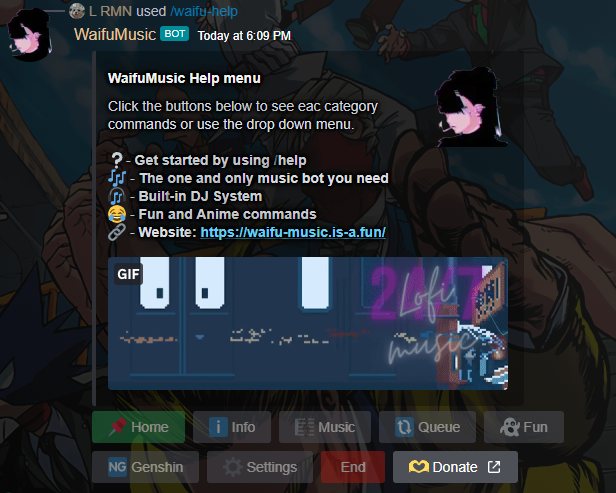 L RMN used /waifu-help
WaifuMusic BOT Today at 6:09 PM
WaifuMusic Help menu
Click the buttons below to see eac category
commands or use the drop down menu.
? - Get started by using /help
- The one and only music bot you need
- Built-in DJ System
- Fun and Anime commands
- Website: https://waifu-music.is-a.fun/
GIF
24/7
Lofi
music
Home
i Info
Music
Queue
Fun
NG Genshin
Settings
End
Donate